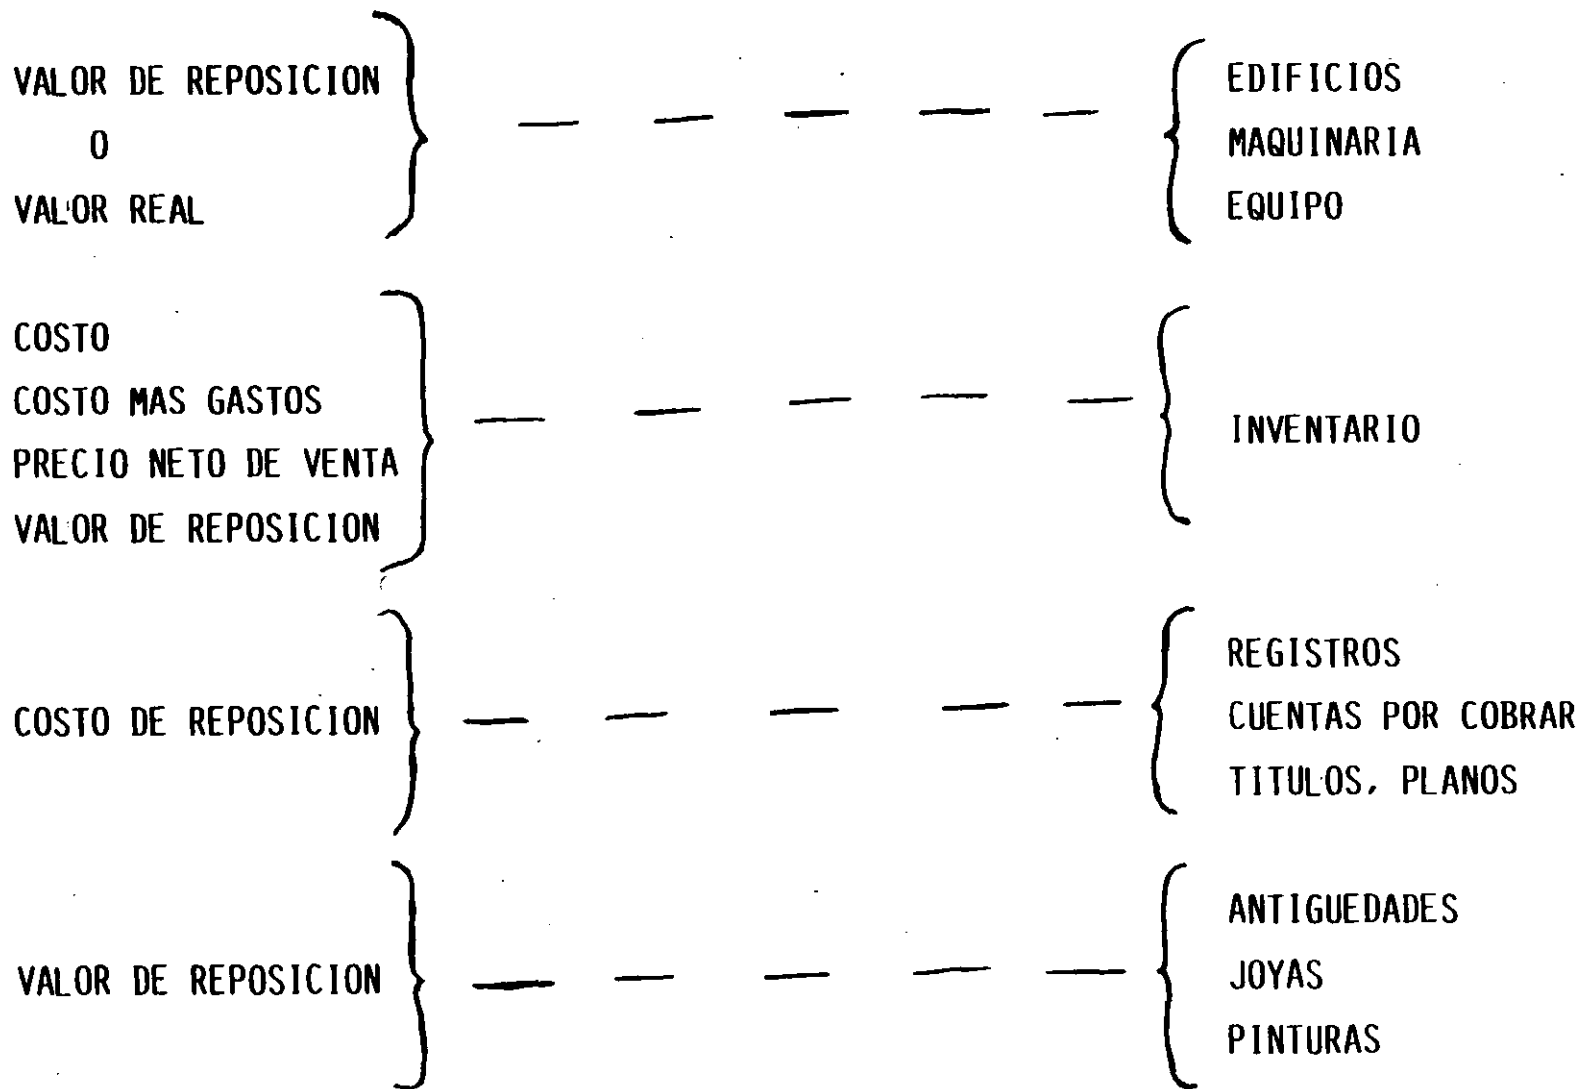 VALOR DE REPOSICION
O
VALOR REAL
EDIFICIOS
MAQUINARIA
EQUIPO
COSTO
COSTO MAS GASTOS
PRECIO NETO DE VENTA
VALOR DE REPOSICION
INVENTARIO
COSTO DE REPOSICION
REGISTROS
CUENTAS POR COBRAR
TITULOS, PLANOS
VALOR DE REPOSICION
ANTIGUEDADES
JOYAS
PINTURAS